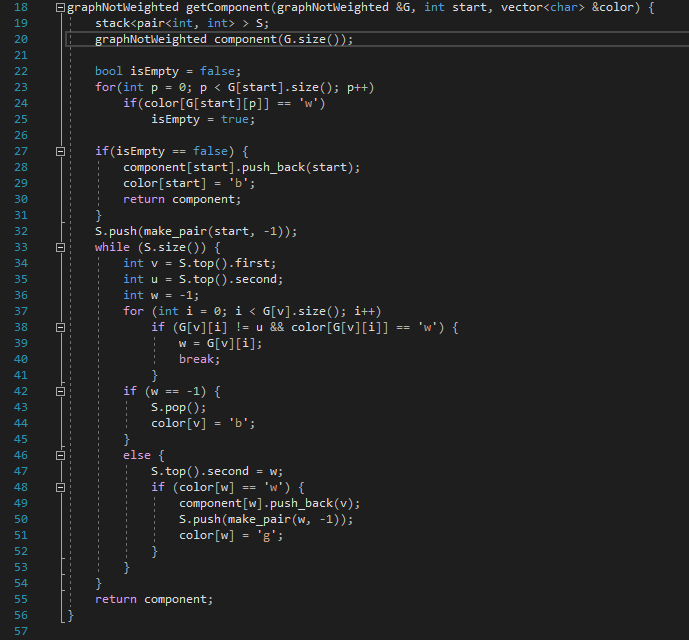 18 graphNotWeighted getComponent(graphNotWeighted &G, int start, vector<char> &color) {
19 stack<pair<int, int> > S;
20 graphNotWeighted component(G.size());
21
22 bool isEmpty = false;
23 for(int p = 0; p < G[start].size(); p++)
24 if(color[G[start][p]] == 'w')
25 isEmpty = true;
26
27 if(isEmpty == false) {
28 component[start].push_back(start);
29 color[start] = 'b';
30 return component;
31 }
32 S.push(make_pair(start, -1));
33 while (S.size()) {
34 int v = S.top().first;
35 int u = S.top().second;
36 int w = -1;
37 for (int i = 0; i < G[v].size(); i++)
38 if (G[v][i] != u && color[G[v][i]] == 'w') {
39 w = G[v][i];
40 break;
41 }
42 if (w == -1) {
43 S.pop();
44 color[v] = 'b';
45 }
46 else {
47 S.top().second = w;
48 if (color[w] == 'w') {
49 component[w].push_back(v);
50 S.push(make_pair(w, -1));
51 color[w] = 'g';
52 }
53 }
54 }
55 return component;
56 }
57